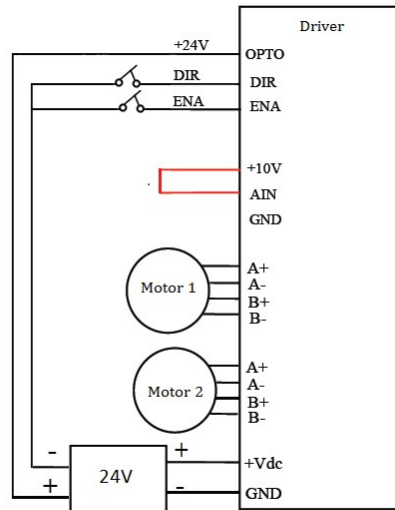 Driver
+24V
OPTO
DIR
DIR
ENA
ENA
+10V
AIN
GND
Motor 1
A+
A-
B+
B-
Motor 2
A+
A-
B+
B-
-
+
24V
+
-
+Vdc
GND